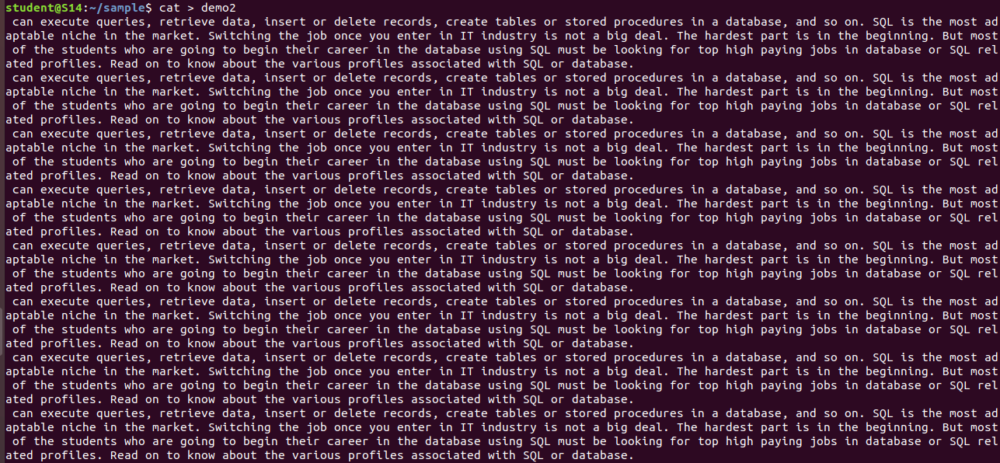 student@S14:~/sample$ cat > demo2
 can execute queries, retrieve data, insert or delete records, create tables or stored procedures in a database, and so on. SQL is the most ad
aptable niche in the market. Switching the job once you enter in IT industry is not a big deal. The hardest part is in the beginning. But most
 of the students who are going to begin their career in the database using SQL must be looking for top high paying jobs in database or SQL rel
ated profiles. Read on to know about the various profiles associated with SQL or database.
 can execute queries, retrieve data, insert or delete records, create tables or stored procedures in a database, and so on. SQL is the most ad
aptable niche in the market. Switching the job once you enter in IT industry is not a big deal. The hardest part is in the beginning. But most
 of the students who are going to begin their career in the database using SQL must be looking for top high paying jobs in database or SQL rel
ated profiles. Read on to know about the various profiles associated with SQL or database.
 can execute queries, retrieve data, insert or delete records, create tables or stored procedures in a database, and so on. SQL is the most ad
aptable niche in the market. Switching the job once you enter in IT industry is not a big deal. The hardest part is in the beginning. But most
 of the students who are going to begin their career in the database using SQL must be looking for top high paying jobs in database or SQL rel
ated profiles. Read on to know about the various profiles associated with SQL or database.
 can execute queries, retrieve data, insert or delete records, create tables or stored procedures in a database, and so on. SQL is the most ad
aptable niche in the market. Switching the job once you enter in IT industry is not a big deal. The hardest part is in the beginning. But most
 of the students who are going to begin their career in the database using SQL must be looking for top high paying jobs in database or SQL rel
ated profiles. Read on to know about the various profiles associated with SQL or database.
 can execute queries, retrieve data, insert or delete records, create tables or stored procedures in a database, and so on. SQL is the most ad
aptable niche in the market. Switching the job once you enter in IT industry is not a big deal. The hardest part is in the beginning. But most
 of the students who are going to begin their career in the database using SQL must be looking for top high paying jobs in database or SQL rel
ated profiles. Read on to know about the various profiles associated with SQL or database.
 can execute queries, retrieve data, insert or delete records, create tables or stored procedures in a database, and so on. SQL is the most ad
aptable niche in the market. Switching the job once you enter in IT industry is not a big deal. The hardest part is in the beginning. But most
 of the students who are going to begin their career in the database using SQL must be looking for top high paying jobs in database or SQL rel
ated profiles. Read on to know about the various profiles associated with SQL or database.
 can execute queries, retrieve data, insert or delete records, create tables or stored procedures in a database, and so on. SQL is the most ad
aptable niche in the market. Switching the job once you enter in IT industry is not a big deal. The hardest part is in the beginning. But most
 of the students who are going to begin their career in the database using SQL must be looking for top high paying jobs in database or SQL rel
ated profiles. Read on to know about the various profiles associated with SQL or database.
 can execute queries, retrieve data, insert or delete records, create tables or stored procedures in a database, and so on. SQL is the most ad
aptable niche in the market. Switching the job once you enter in IT industry is not a big deal. The hardest part is in the beginning. But most
 of the students who are going to begin their career in the database using SQL must be looking for top high paying jobs in database or SQL rel
ated profiles. Read on to know about the various profiles associated with SQL or database.